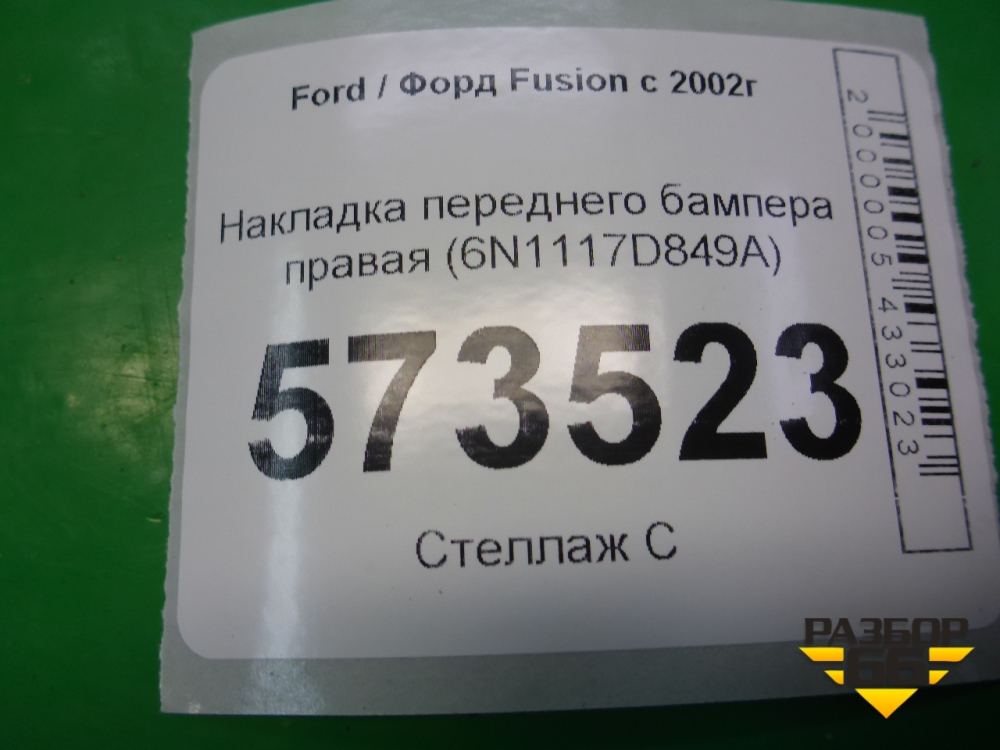 Ford / Форд Fusion с 2002г
Накладка переднего бампера
правая (6N1117D849A)
573523
Стеллаж С
2000005433023
РАЗБОР
66